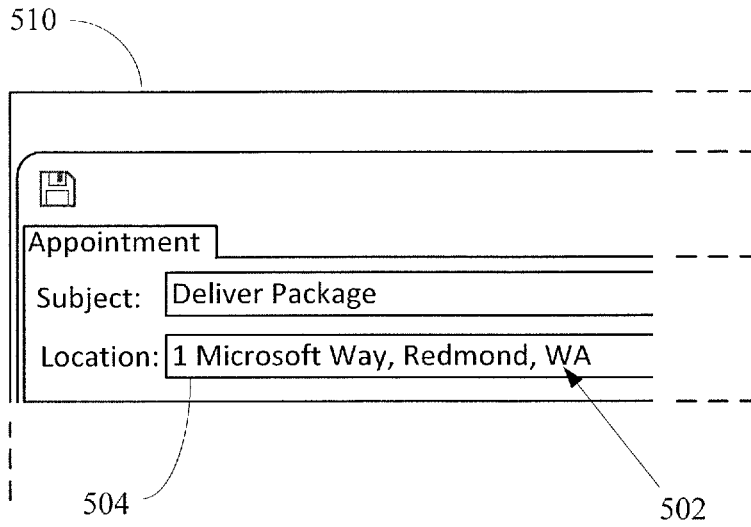 510
Appointment
Subject: Deliver Package
Location: 1 Microsoft Way, Redmond, WA
504
502